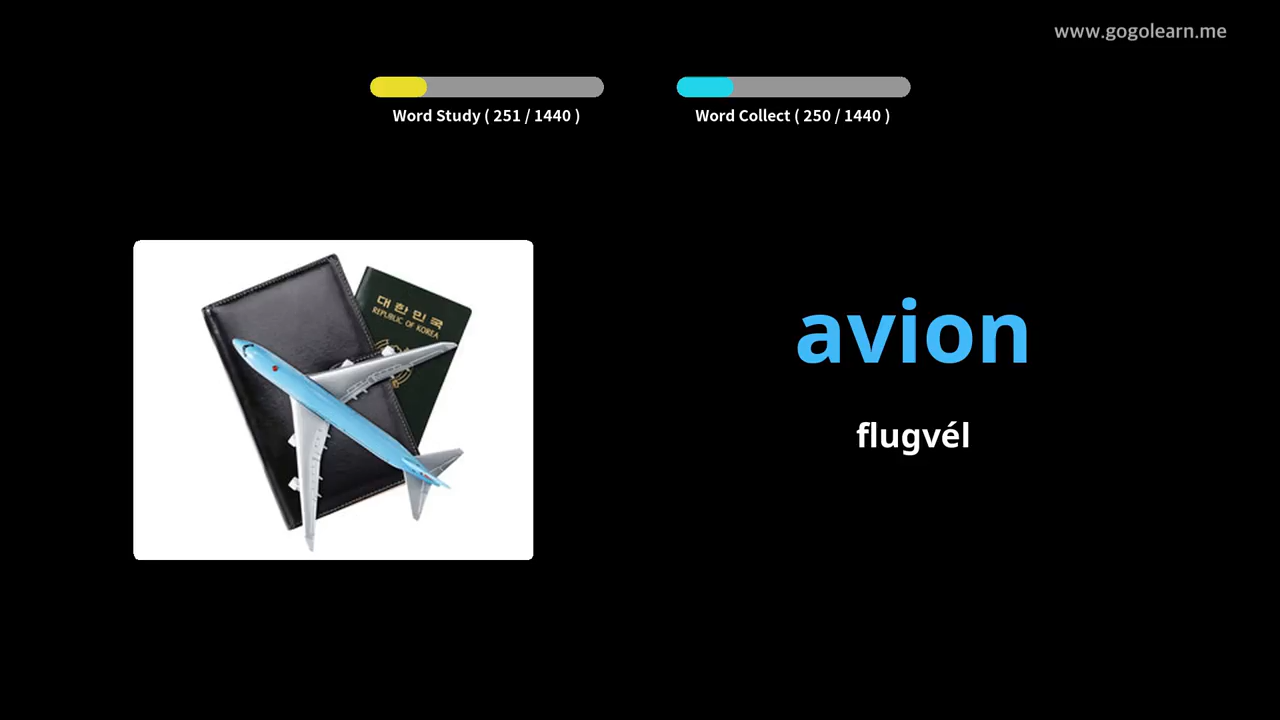 www.gogolearn.me
Word Study ( 251 / 1440 )
Word Collect ( 250 / 1440 )
대한민국
REPUBLIC OF KOREA
avion
flugvél